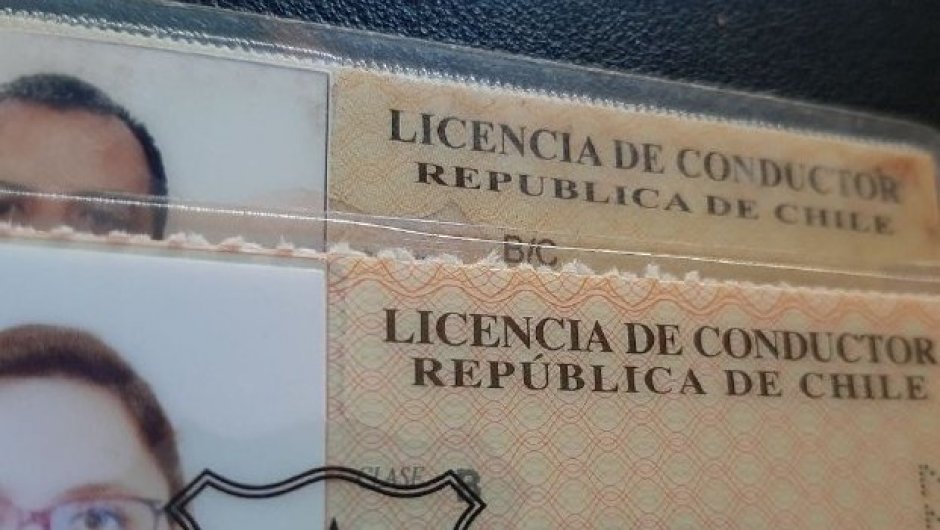 LICENCIA DE CONDUCTOR
REPUBLICA DE CHILE
B/C
LICENCIA DE CONDUCTOR
REPÚBLICA DE CHILE
CLASE B